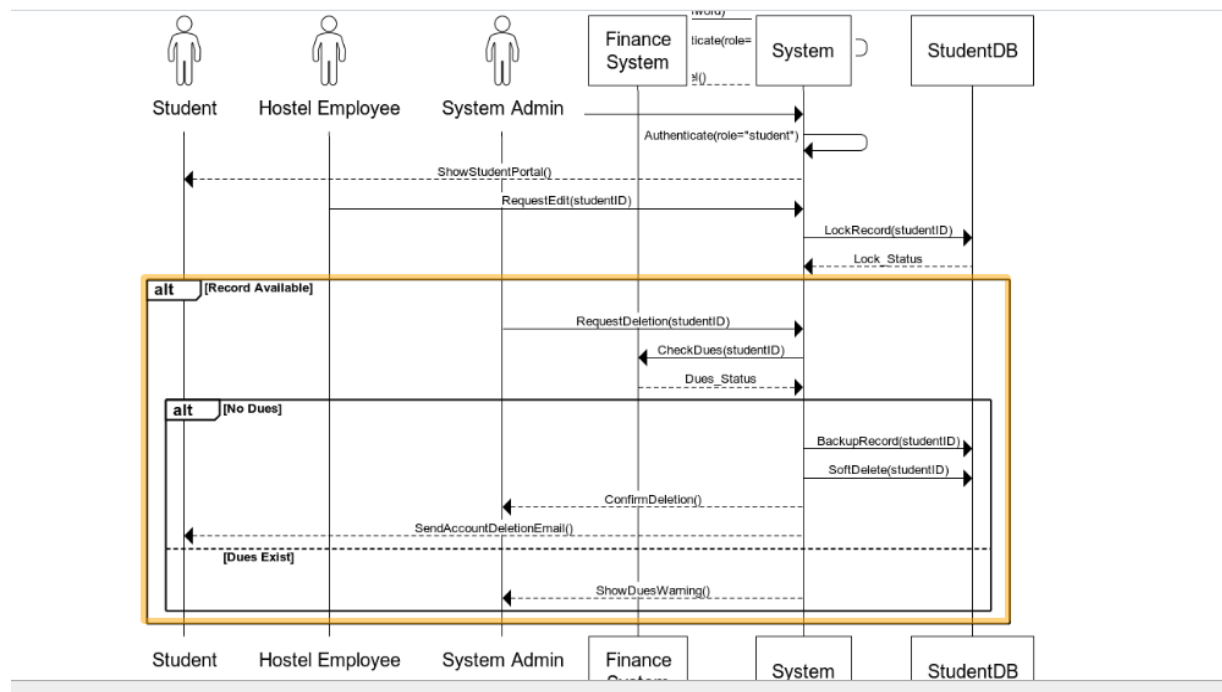 Finance
System
System
StudentDB
Student
Hostel Employee
System Admin
Authenticate(role="student")
ShowStudentPortal()
RequestEdit(studentID)
LockRecord(studentID)
Lock_Status
alt
[Record Available]
RequestDeletion(studentID)
CheckDues(studentID)
Dues_Status
alt
[No Dues]
BackupRecord(studentID)
SoftDelete(studentID)
ConfirmDeletion()
SendAccountDeletionEmail()
[Dues Exist]
ShowDuesWarning()
Student
Hostel Employee
System Admin
Finance
System
StudentDB